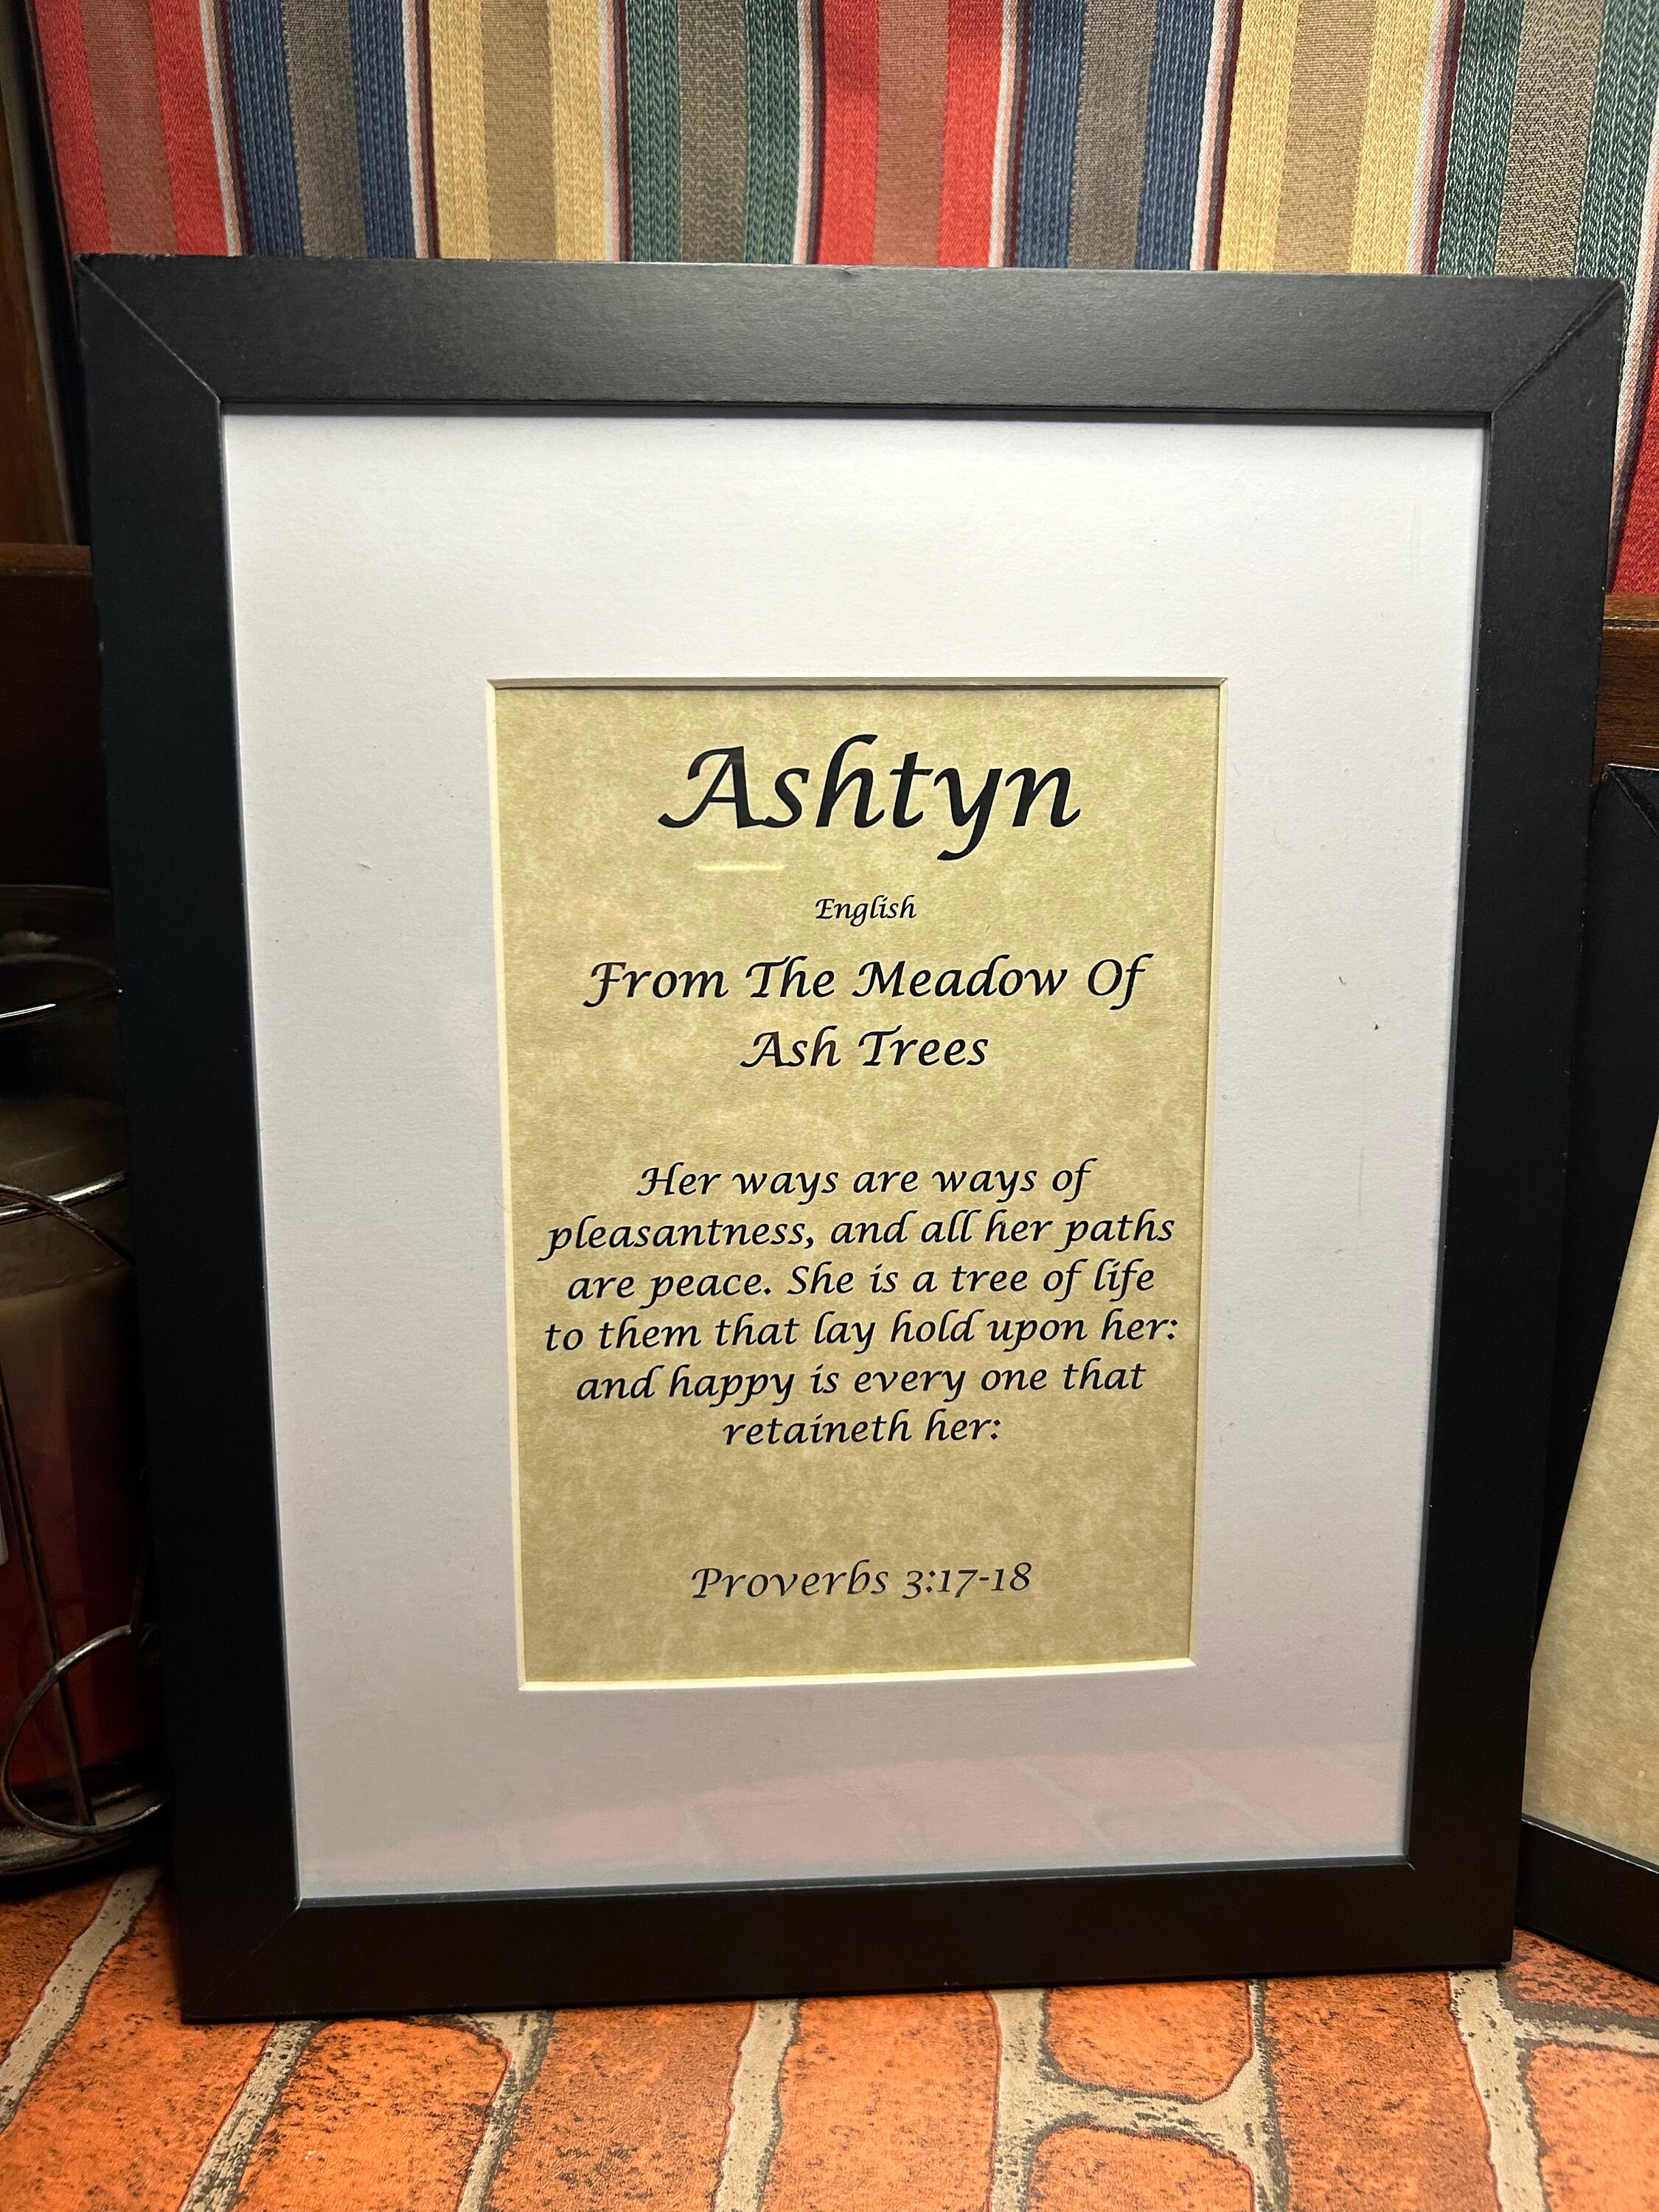 Ashtyn
English
From The Meadow Of
Ash Trees
Her ways are ways of
pleasantness, and all her paths
are peace. She is a tree of life
to them that lay hold upon her:
and happy is every one that
retaineth her:
Proverbs 3:17-18